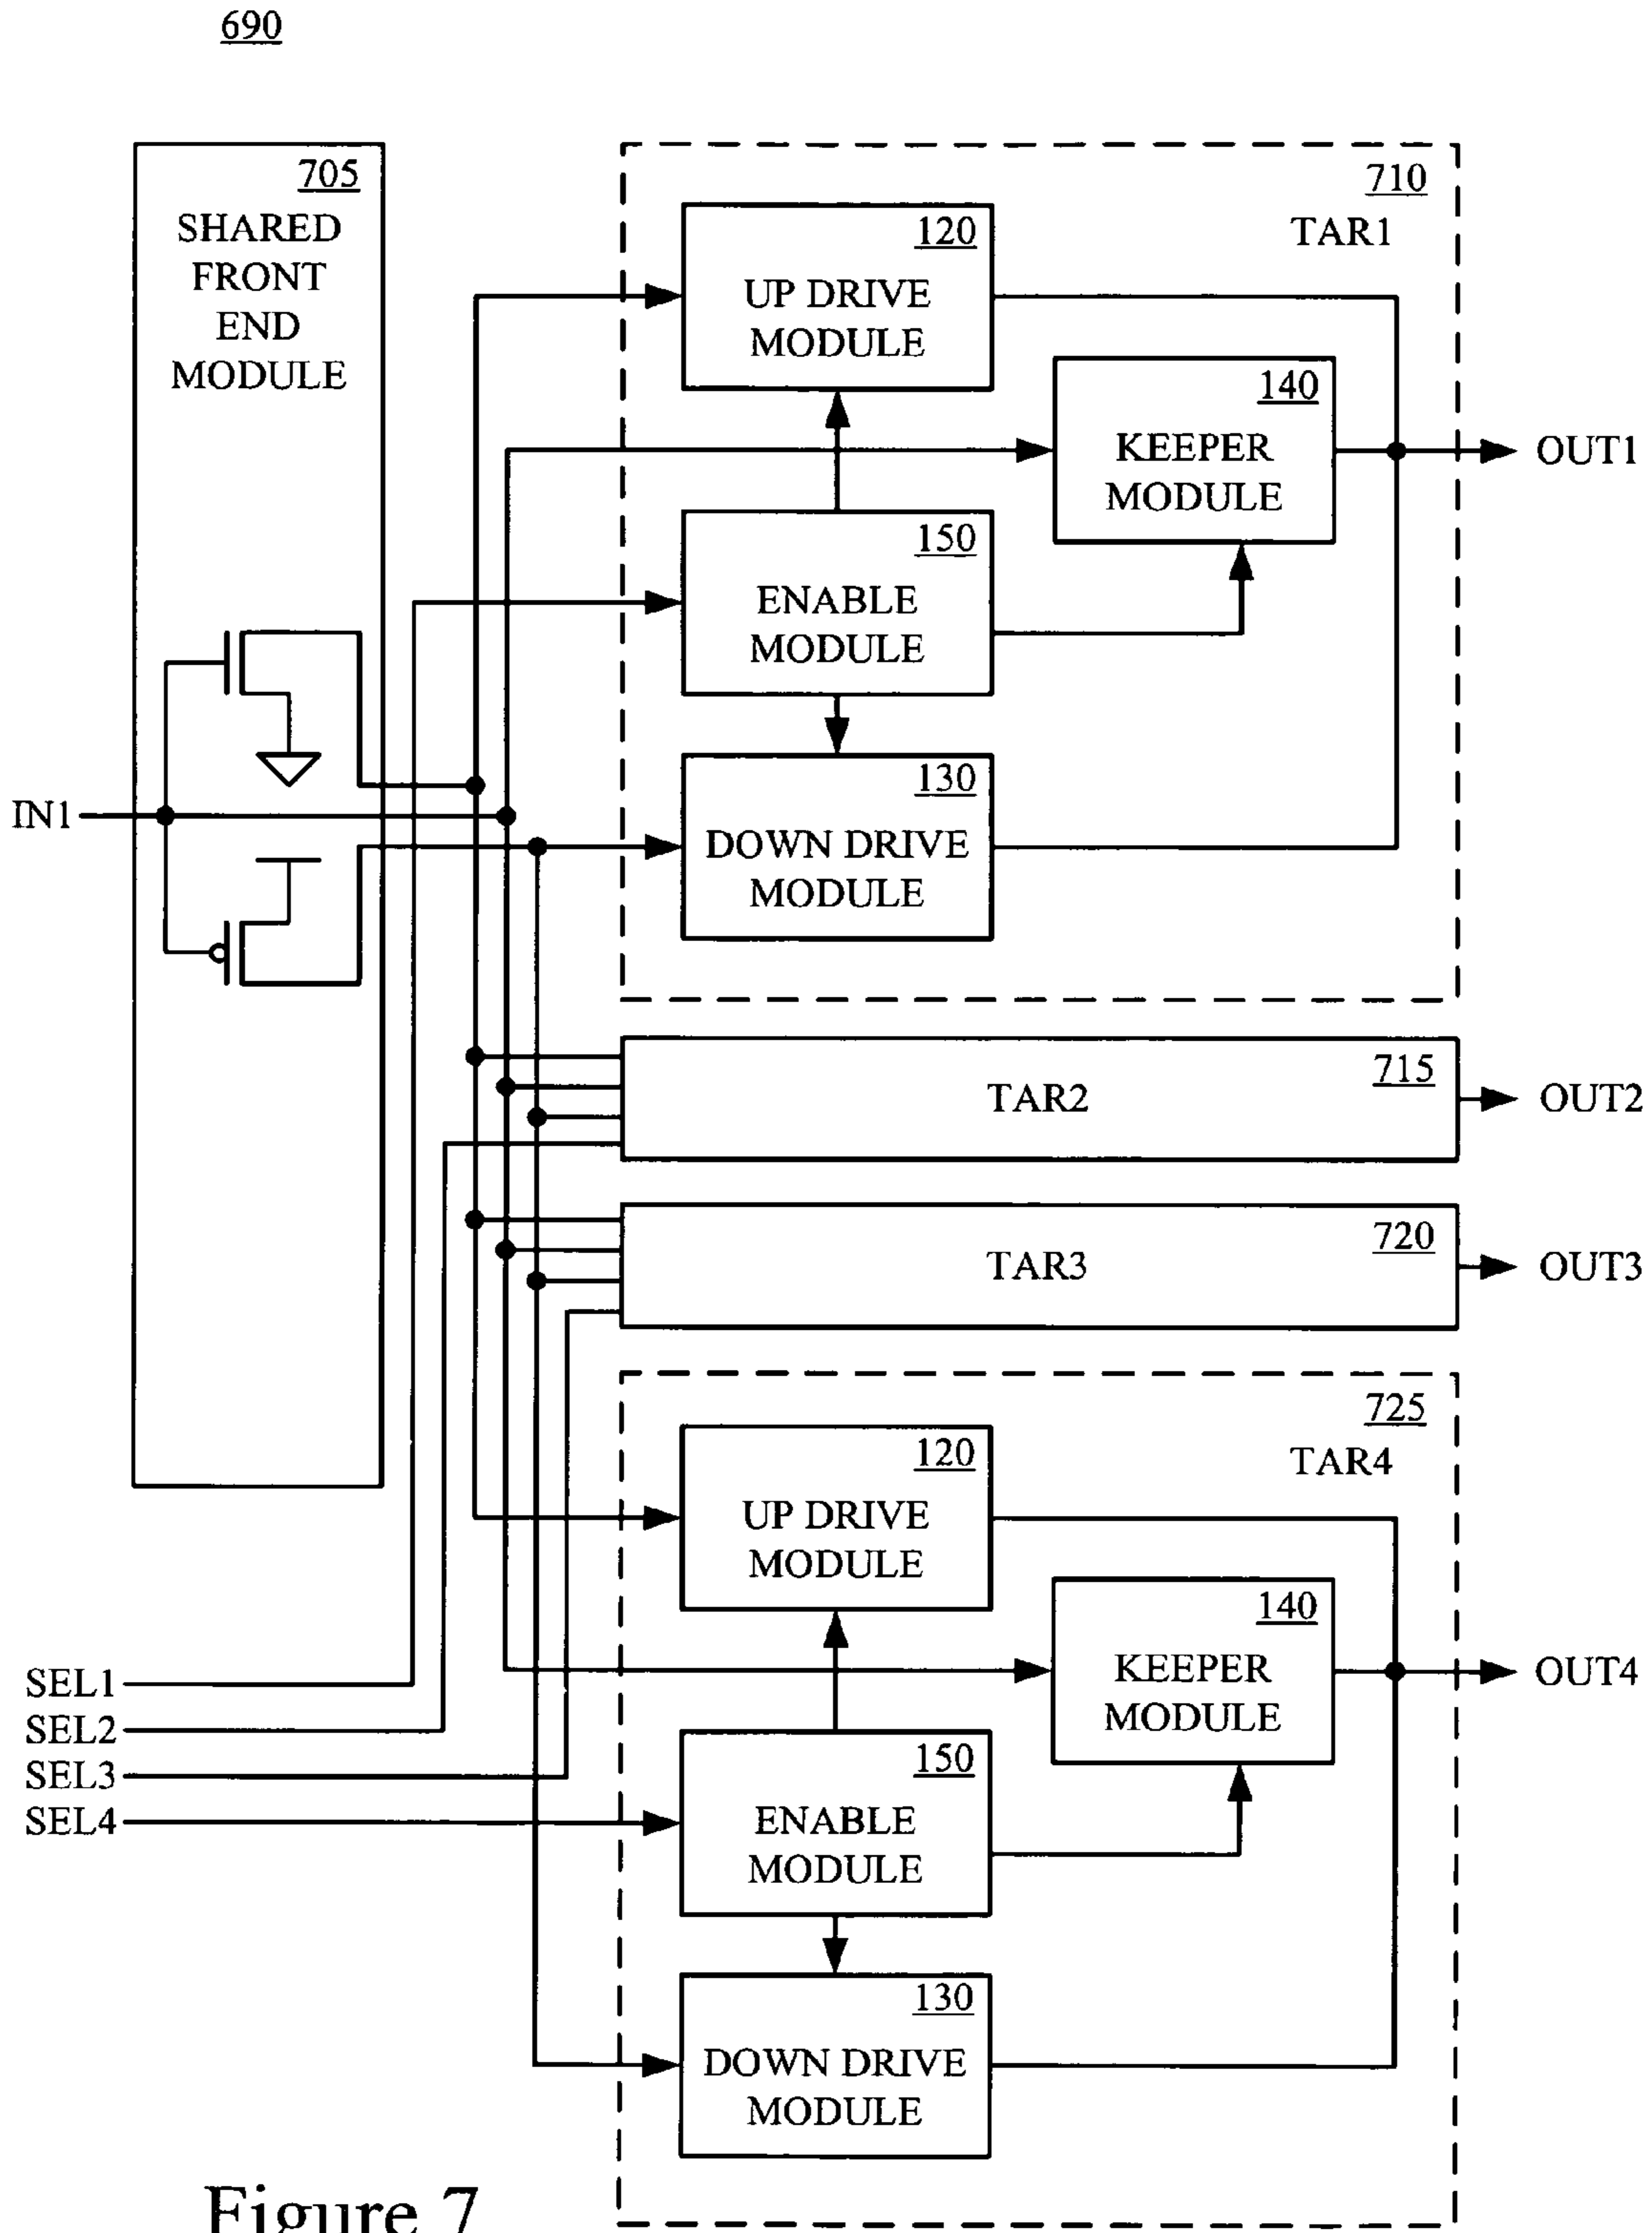 690
705
SHARED
FRONT
END
MODULE
710
TAR1
120
UP DRIVE
MODULE
140
KEEPER
MODULE
OUT1
150
ENABLE
MODULE
130
DOWN DRIVE
MODULE
IN1
715
TAR2
OUT2
720
TAR3
OUT3
725
TAR4
120
UP DRIVE
MODULE
140
KEEPER
MODULE
OUT4
SEL1
SEL2
SEL3
SEL4
150
ENABLE
MODULE
130
DOWN DRIVE
MODULE
Figure 7